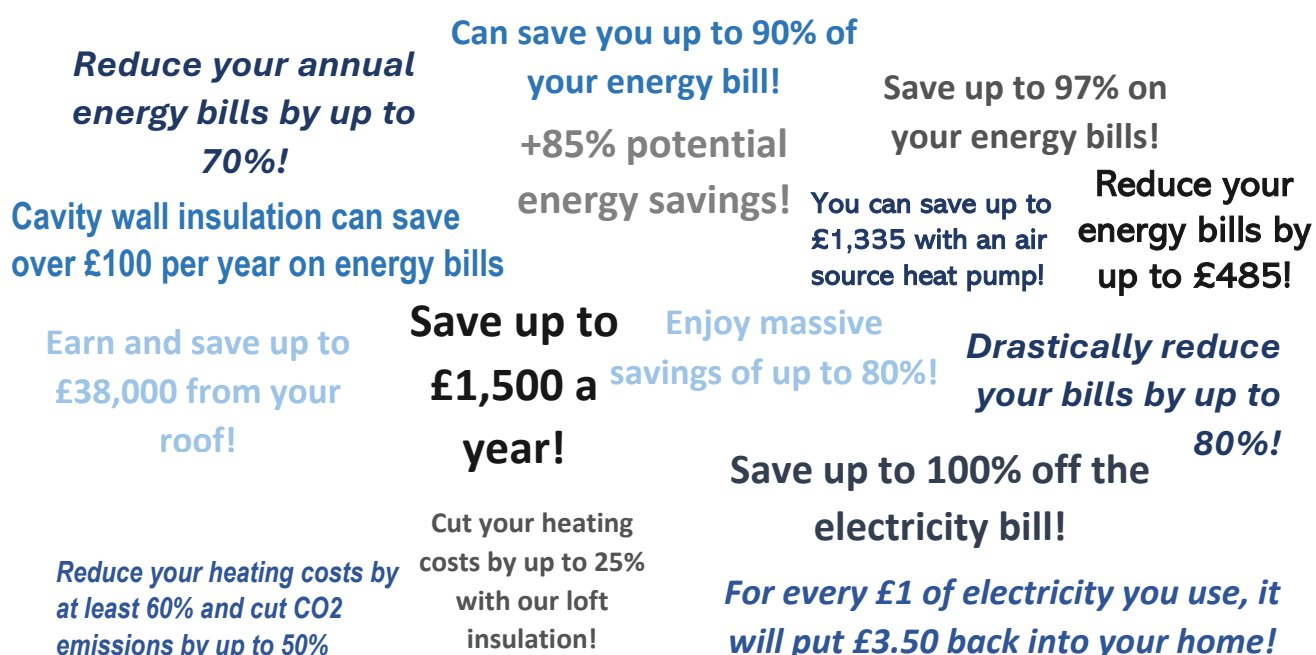 Reduce your annual
energy bills by up to
70%!
Can save you up to 90% of
your energy bill!
Save up to 97% on
your energy bills!
+85% potential
energy savings!
Cavity wall insulation can save
over £100 per year on energy bills
You can save up to
£1,335 with an air
source heat pump!
Reduce your
energy bills by
up to £485!
Earn and save up to
£38,000 from your
roof!
Save up to
£1,500 a
year!
Enjoy massive
savings of up to 80%!
Drastically reduce
your bills by up to
80%!
Save up to 100% off the
electricity bill!
Reduce your heating costs by
at least 60% and cut CO2
emissions by up to 50%
Cut your heating
costs by up to 25%
with our loft
insulation!
For every £1 of electricity you use, it
will put £3.50 back into your home!